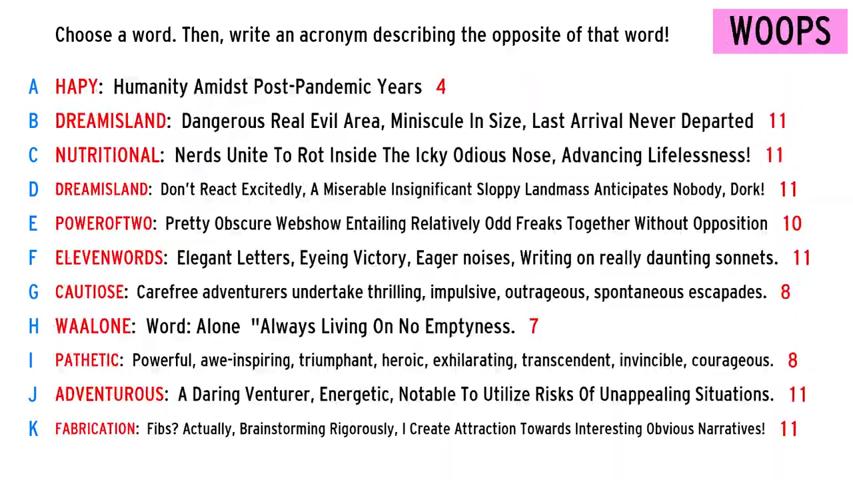 Choose a word. Then, write an acronym describing the opposite of that word!
WOOPS
A HAPY: Humanity Amidst Post-Pandemic Years 4
B DREAMISLAND: Dangerous Real Evil Area, Miniscule In Size, Last Arrival Never Departed 11
C NUTRITIONAL: Nerds Unite To Rot Inside The Icky Odious Nose, Advancing Lifelessness! 11
D DREAMISLAND: Don't React Excitedly, A Miserable Insignificant Sloppy Landmass Anticipates Nobody, Dork! 11
E POWEROFTWO: Pretty Obscure Webshow Entailing Relatively Odd Freaks Together Without Opposition 10
F ELEVENWORDS: Elegant Letters, Eyeing Victory, Eager noises, Writing on really daunting sonnets. 11
G CAUTIOSE: Carefree adventurers undertake thrilling, impulsive, outrageous, spontaneous escapades. 8
H WAALONE: Word: Alone "Always Living On No Emptyness. 7
I PATHETIC: Powerful, awe-inspiring, triumphant, heroic, exhilarating, transcendent, invincible, courageous. 8
J ADVENTUROUS: A Daring Venturer, Energetic, Notable To Utilize Risks Of Unappealing Situations. 11
K FABRICATION: Fibs? Actually, Brainstorming Rigorously, I Create Attraction Towards Interesting Obvious Narratives! 11